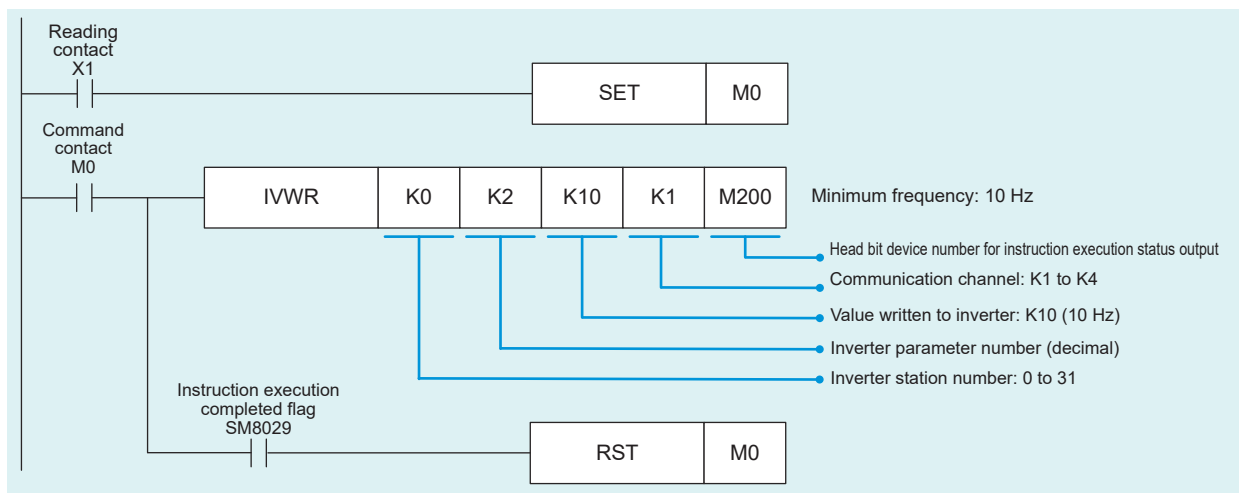 Reading
contact
X1
SET M0
Command
contact
M0
IVWR K0 K2 K10 K1 M200 Minimum frequency: 10 Hz
Head bit device number for instruction execution status output
Communication channel: K1 to K4
Value written to inverter: K10 (10 Hz)
Inverter parameter number (decimal)
Inverter station number: 0 to 31
Instruction execution
completed flag
SM8029
RST M0